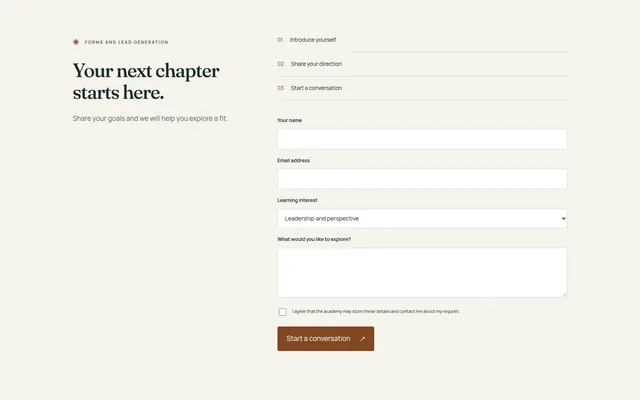 FORMS AND LEAD GENERATION
Your next chapter
starts here.
Share your goals and we will help you explore a fit.
01 Introduce yourself
02 Share your direction
03 Start a conversation
Your name
Email address
Learning interest
Leadership and perspective
What would you like to explore?
I agree that the academy may store these details and contact me about my request.
Start a conversation ↗